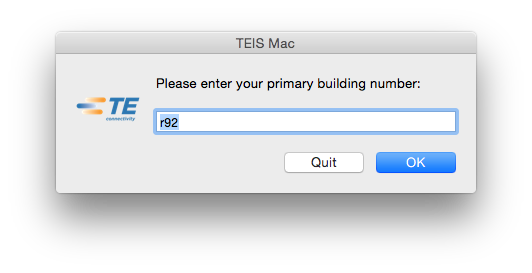 TEIS Mac
Please enter your primary building number:
TE
connectivity
r92
Quit
OK